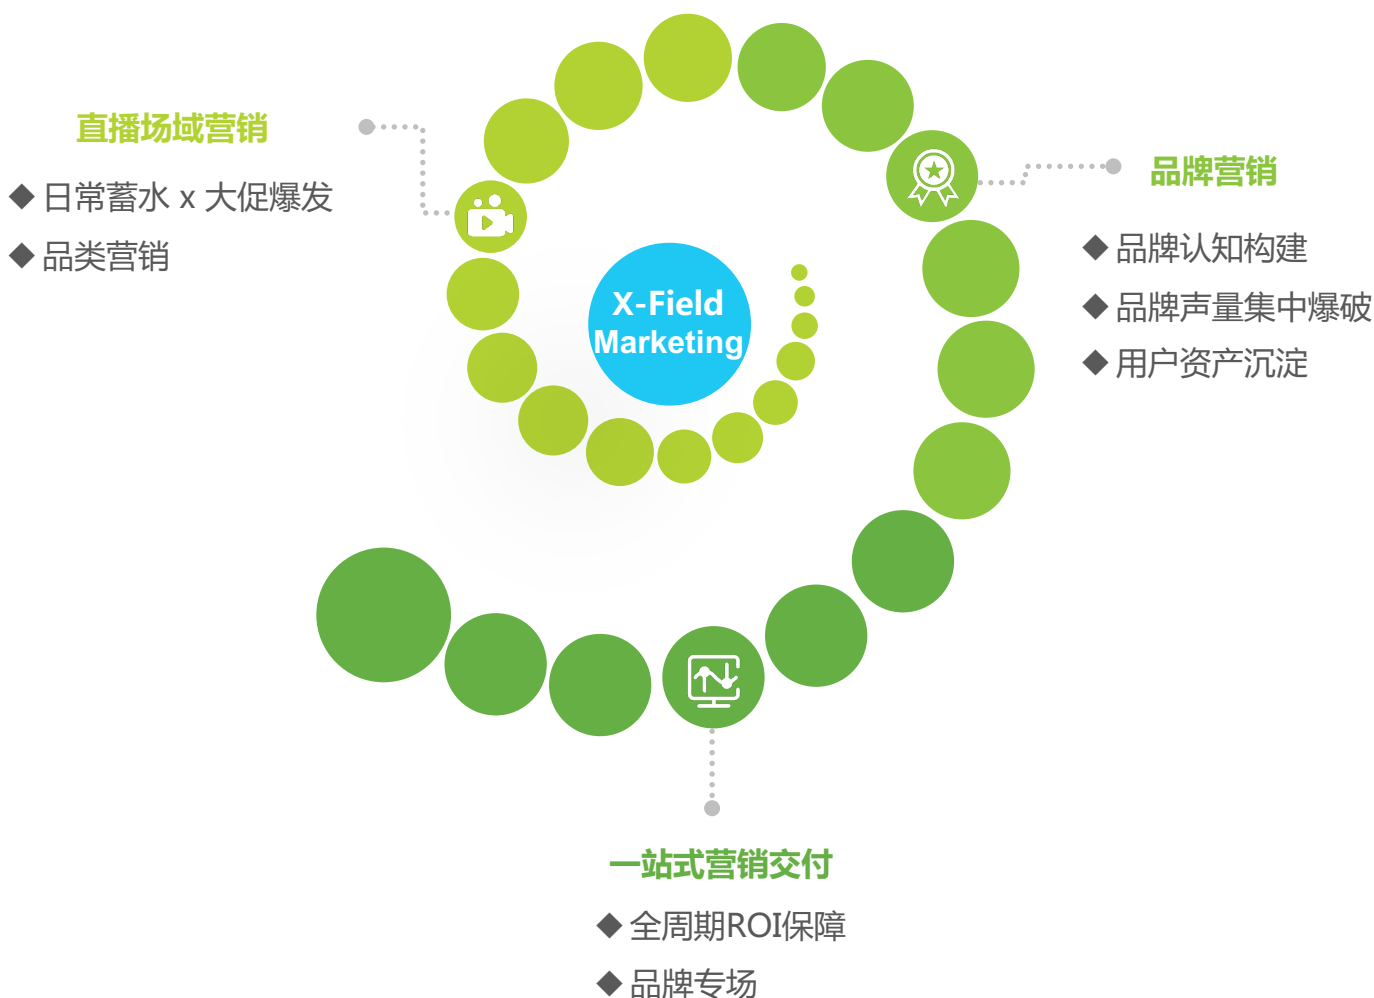 直播场域营销
◆ 日常蓄水 x 大促爆发
◆ 品类营销
X-Field
Marketing
品牌营销
◆ 品牌认知构建
◆ 品牌声量集中爆破
◆ 用户资产沉淀
一站式营销交付
◆ 全周期ROI保障
◆ 品牌专场